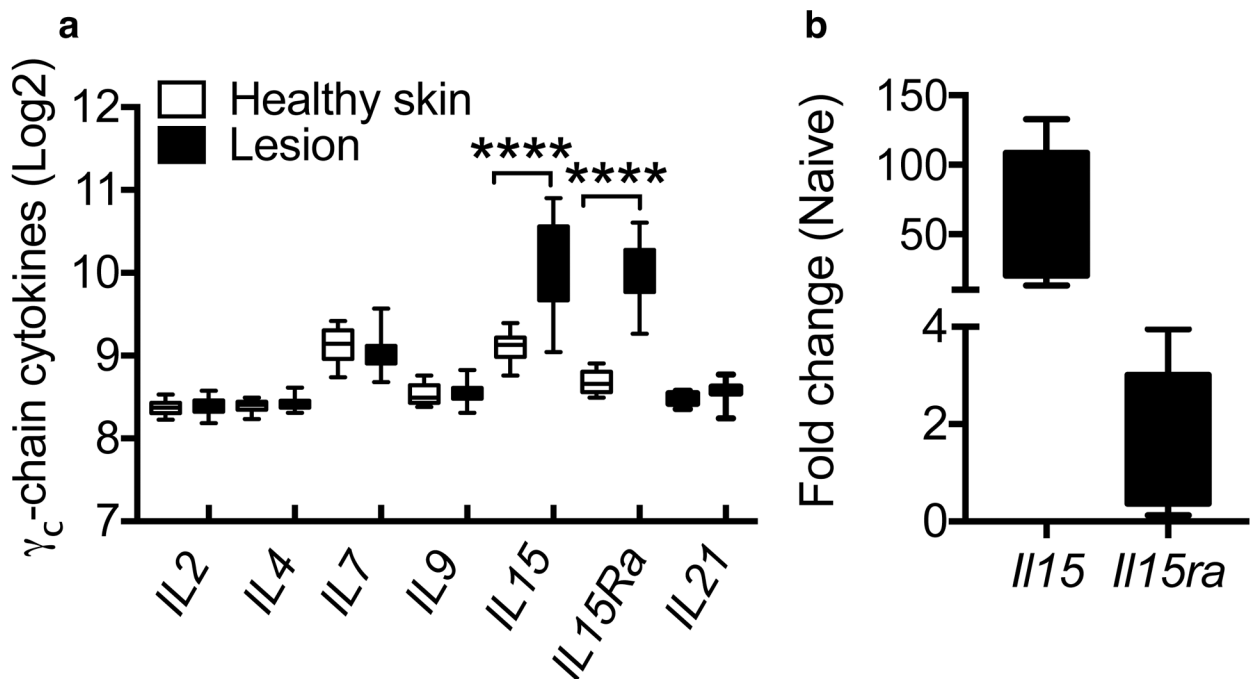 a
γc-chain cytokines (Log2)
12
11
10
9
8
7
Healthy skin
Lesion
****
****
IL2
IL4
IL7
IL9
IL15
IL15Ra
IL21
b
Fold change (Naive)
150
100
50
4
2
0
Il15
Il15ra